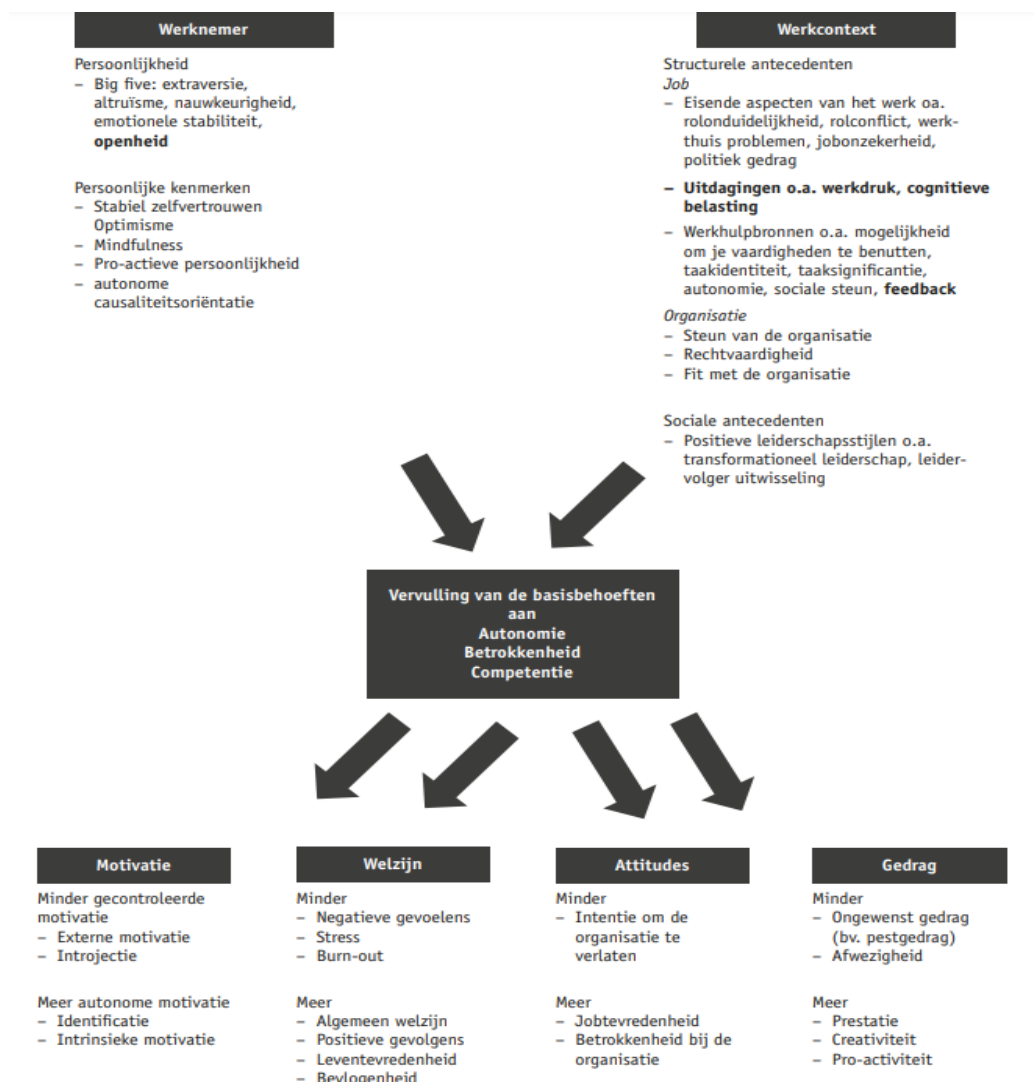 Werknemer
Persoonlijkheid
– Big five: extraversie,
altruïsme, nauwkeurigheid,
emotionele stabiliteit,
openheid
Persoonlijke kenmerken
– Stabiel zelfvertrouwen
Optimisme
– Mindfulness
– Pro-actieve persoonlijkheid
– autonome
causaliteitsoriëntatie
Werkcontext
Structurele antecedenten
Job
– Eisende aspecten van het werk oa.
rolonduidelijkheid, rolconflict, werk-
thuis problemen, jobonzekerheid,
politiek gedrag
– Uitdagingen o.a. werkdruk, cognitieve
belasting
– Werkhulpbronnen o.a. mogelijkheid
om je vaardigheden te benutten,
taakidentiteit, taaksignificantie,
autonomie, sociale steun, feedback
Organisatie
– Steun van de organisatie
– Rechtvaardigheid
– Fit met de organisatie
Sociale antecedenten
– Positieve leiderschapsstijlen o.a.
transformationeel leiderschap, leider-
volger uitwisseling
Vervulling van de basisbehoeften
aan
Autonomie
Betrokkenheid
Competentie
Motivatie
Minder gecontroleerde
motivatie
– Externe motivatie
– Introjectie
Meer autonome motivatie
– Identificatie
– Intrinsieke motivatie
Welzijn
Minder
– Negatieve gevoelens
– Stress
– Burn-out
Meer
– Algemeen welzijn
– Positieve gevolgens
– Leventevredenheid
– Bevlogenheid
Attitudes
Minder
– Intentie om de
organisatie te
verlaten
Meer
– Jobtevredenheid
– Betrokkenheid bij de
organisatie
Gedrag
Minder
– Ongewenst gedrag
(bv. pestgedrag)
– Afwezigheid
Meer
– Prestatie
– Creativiteit
– Pro-activiteit